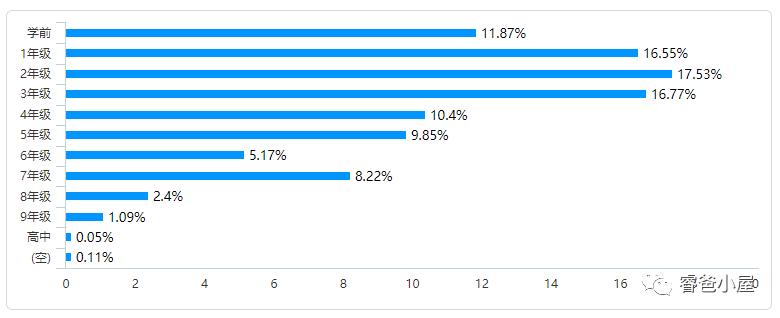 学前 11.87%
1年级 16.55%
2年级 17.53%
3年级 16.77%
4年级 10.4%
5年级 9.85%
6年级 5.17%
7年级 8.22%
8年级 2.4%
9年级 1.09%
高中 0.05%
(空) 0.11%
0 2 4 6 8 10 12 14 16 0
睿爸小屋